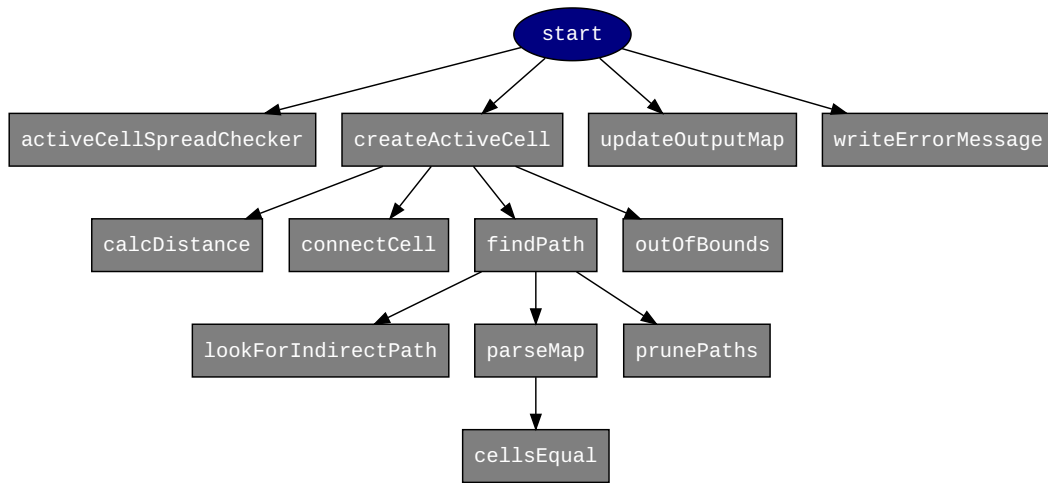 start
activeCellSpreadChecker
createActiveCell
updateOutputMap
writeErrorMessage
calcDistance
connectCell
findPath
outOfBounds
lookForIndirectPath
parseMap
prunePaths
cellsEqual